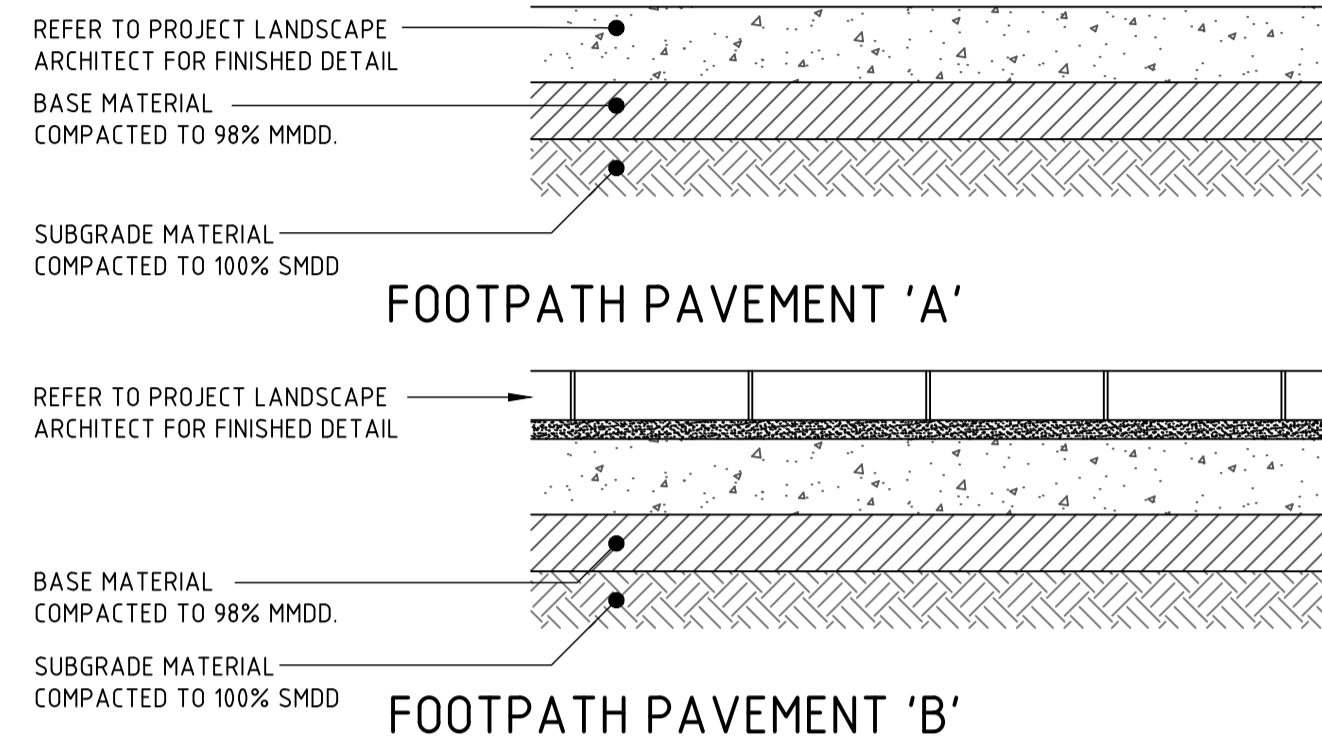 REFER TO PROJECT LANDSCAPE
ARCHITECT FOR FINISHED DETAIL
BASE MATERIAL
COMPACTED TO 98% MMDD.
SUBGRADE MATERIAL
COMPACTED TO 100% SMDD
FOOTPATH PAVEMENT 'A'
REFER TO PROJECT LANDSCAPE
ARCHITECT FOR FINISHED DETAIL
BASE MATERIAL
COMPACTED TO 98% MMDD.
SUBGRADE MATERIAL
COMPACTED TO 100% SMDD
FOOTPATH PAVEMENT 'B'